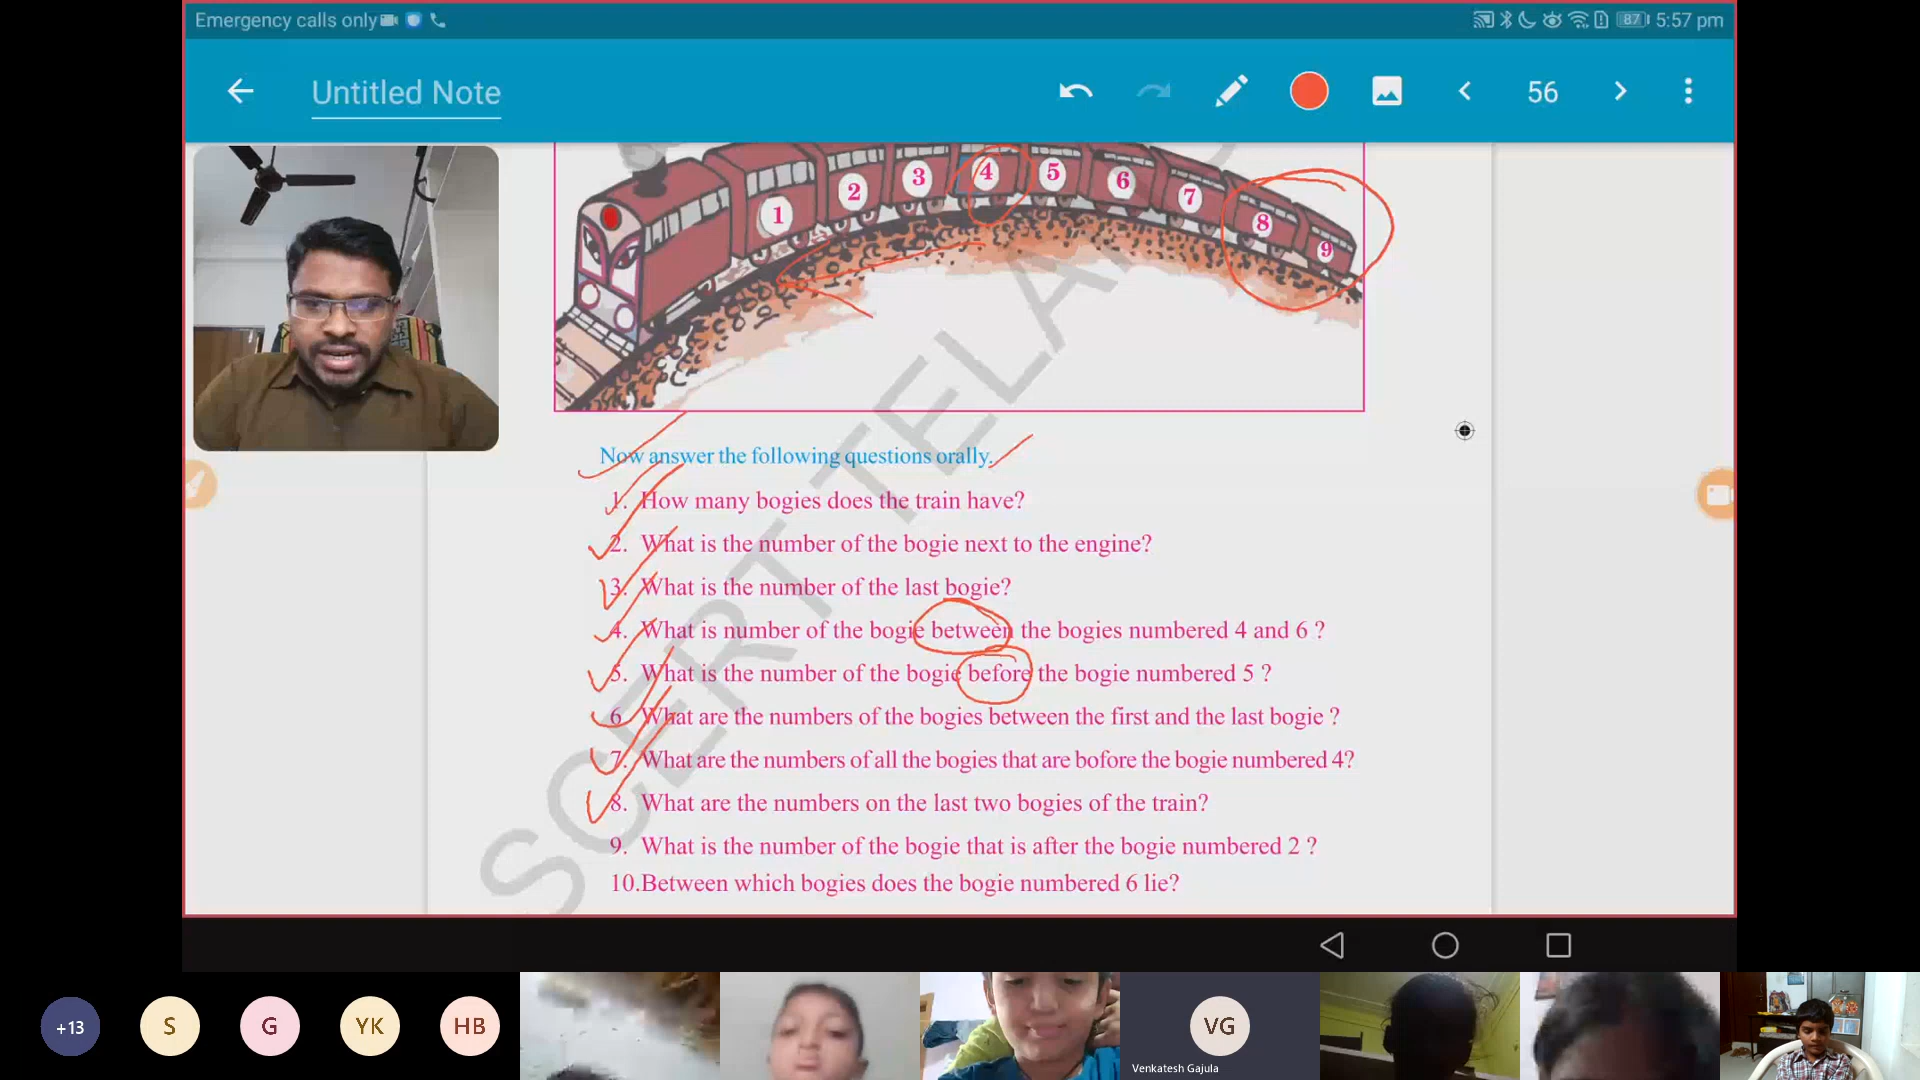 Emergency calls only
87 5:57 pm
Untitled Note
56
1 2 3 4 5 6 7 8 9
SCERT TELA
Now answer the following questions orally.
1. How many bogies does the train have?
2. What is the number of the bogie next to the engine?
3. What is the number of the last bogie?
4. What is number of the bogie between the bogies numbered 4 and 6 ?
5. What is the number of the bogie before the bogie numbered 5 ?
6. What are the numbers of the bogies between the first and the last bogie ?
7. What are the numbers of all the bogies that are bofore the bogie numbered 4?
8. What are the numbers on the last two bogies of the train?
9. What is the number of the bogie that is after the bogie numbered 2 ?
10.Between which bogies does the bogie numbered 6 lie?
+13 S G YK HB VG
Venkatesh Gajula